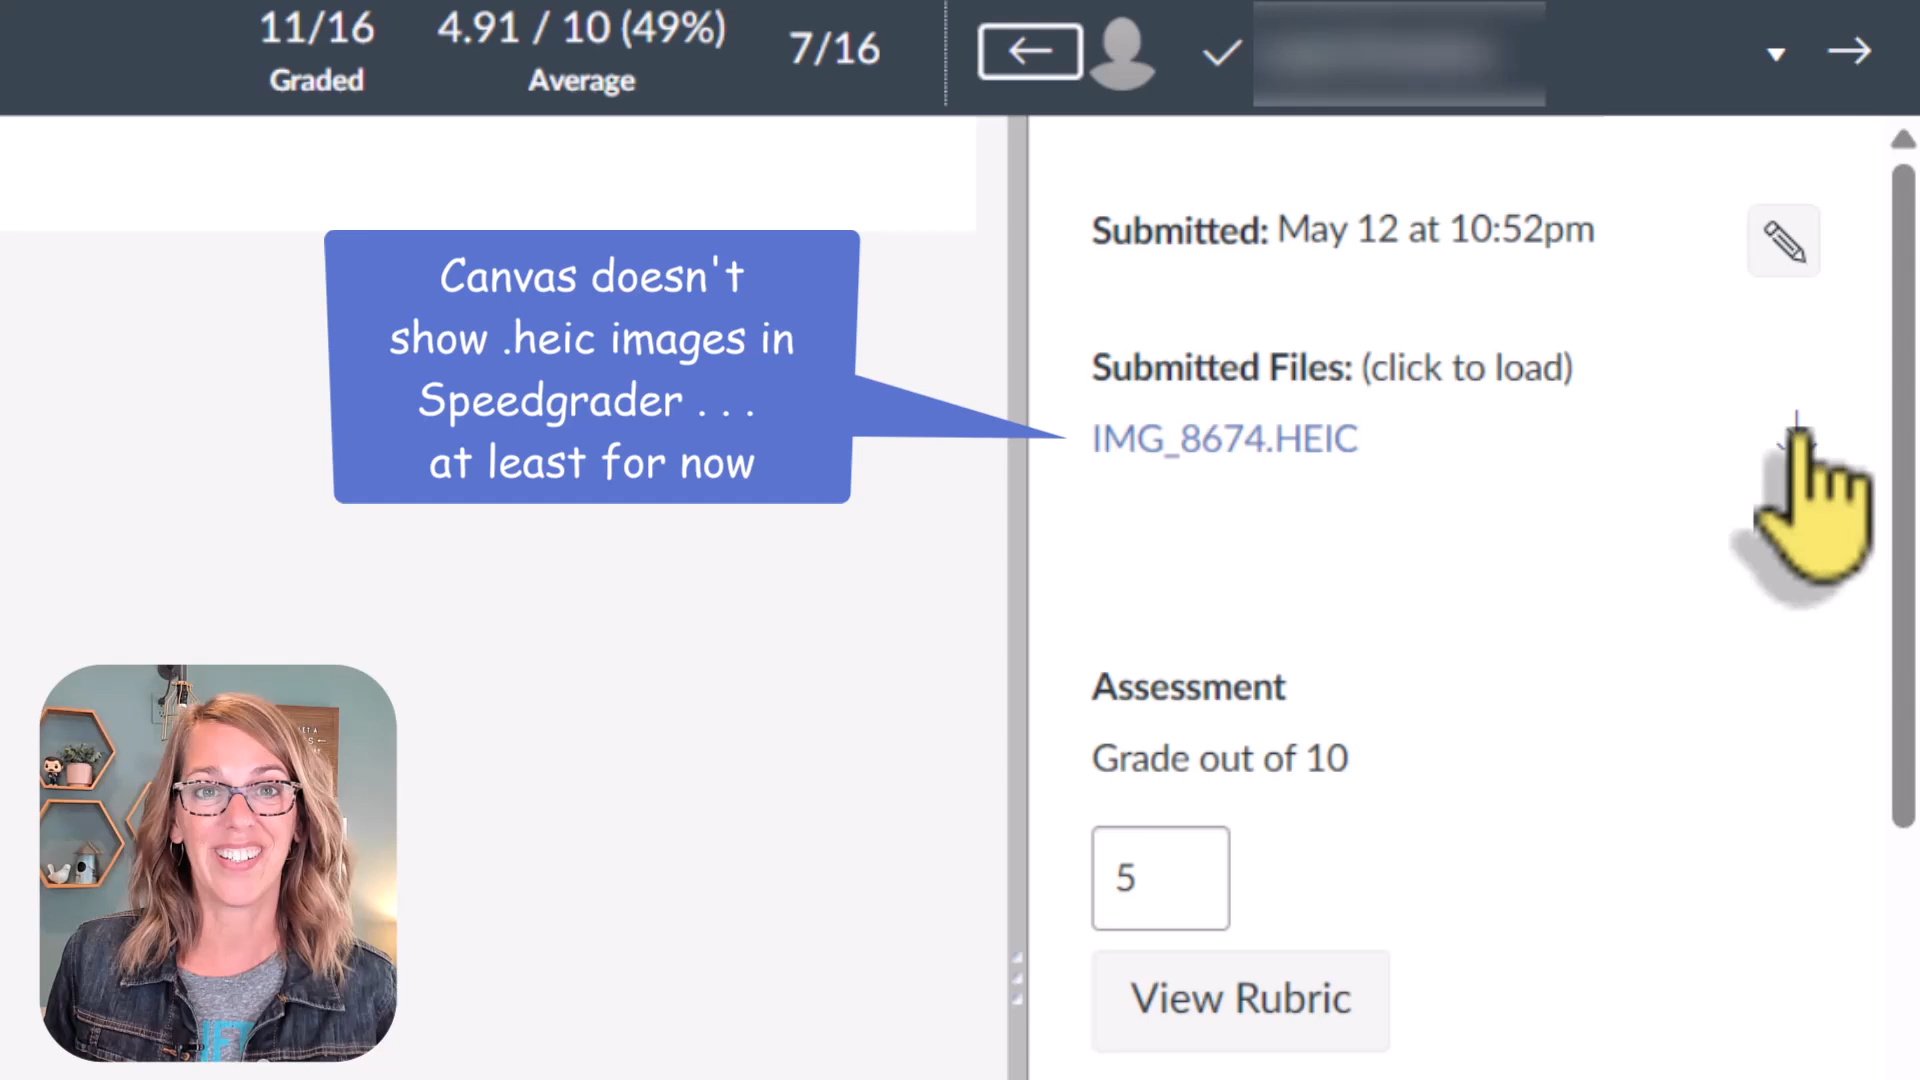 11/16
Graded
4.91 / 10 (49%)
Average
7/16
Submitted: May 12 at 10:52pm
Canvas doesn't
show .heic images in
Speedgrader . . .
at least for now
Submitted Files: (click to load)
IMG_8674.HEIC
Assessment
Grade out of 10
5
View Rubric